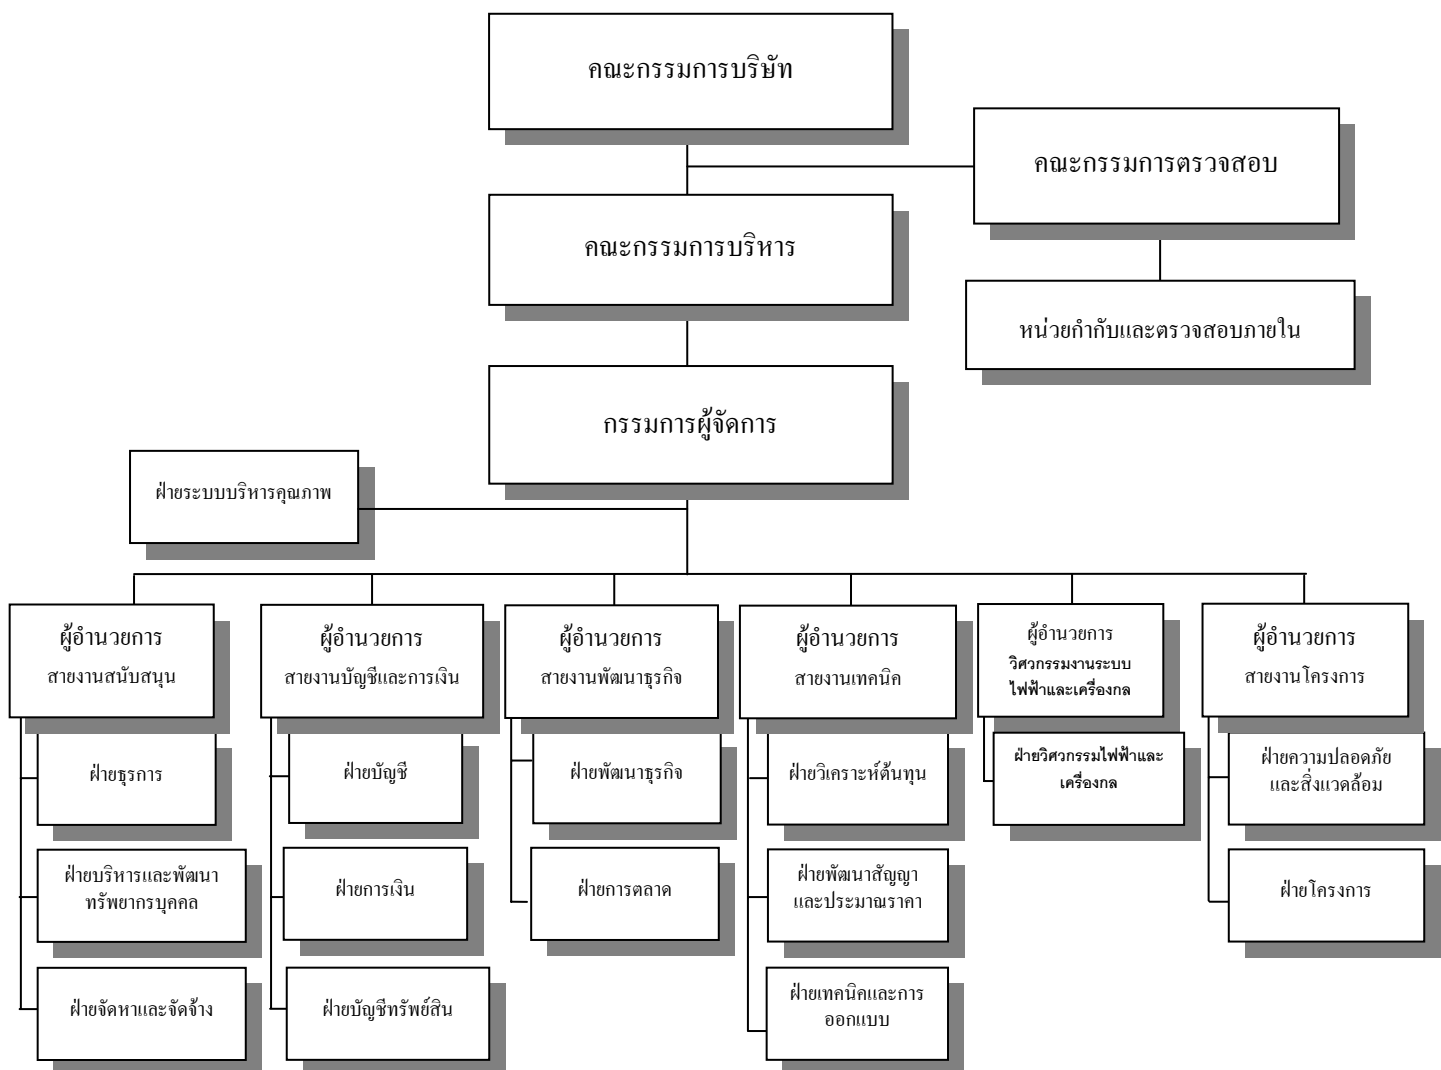 คณะกรรมการบริษัท
คณะกรรมการตรวจสอบ
คณะกรรมการบริหาร
หน่วยกำกับและตรวจสอบภายใน
กรรมการผู้จัดการ
ฝ่ายระบบบริหารคุณภาพ
ผู้อำนวยการ
สายงานสนับสนุน
ฝ่ายธุรการ
ฝ่ายบริหารและพัฒนา
ทรัพยากรบุคคล
ฝ่ายจัดหาและจัดจ้าง
ผู้อำนวยการ
สายงานบัญชีและการเงิน
ฝ่ายบัญชี
ฝ่ายการเงิน
ฝ่ายบัญชีทรัพย์สิน
ผู้อำนวยการ
สายงานพัฒนาธุรกิจ
ฝ่ายพัฒนาธุรกิจ
ฝ่ายการตลาด
ผู้อำนวยการ
สายงานเทคนิค
ฝ่ายวิเคราะห์ต้นทุน
ฝ่ายพัฒนาสัญญา
และประมาณราคา
ฝ่ายเทคนิคและการ
ออกแบบ
ผู้อำนวยการ
วิศวกรรมงานระบบ
ไฟฟ้าและเครื่องกล
ฝ่ายวิศวกรรมไฟฟ้าและ
เครื่องกล
ผู้อำนวยการ
สายงานโครงการ
ฝ่ายความปลอดภัย
และสิ่งแวดล้อม
ฝ่ายโครงการ